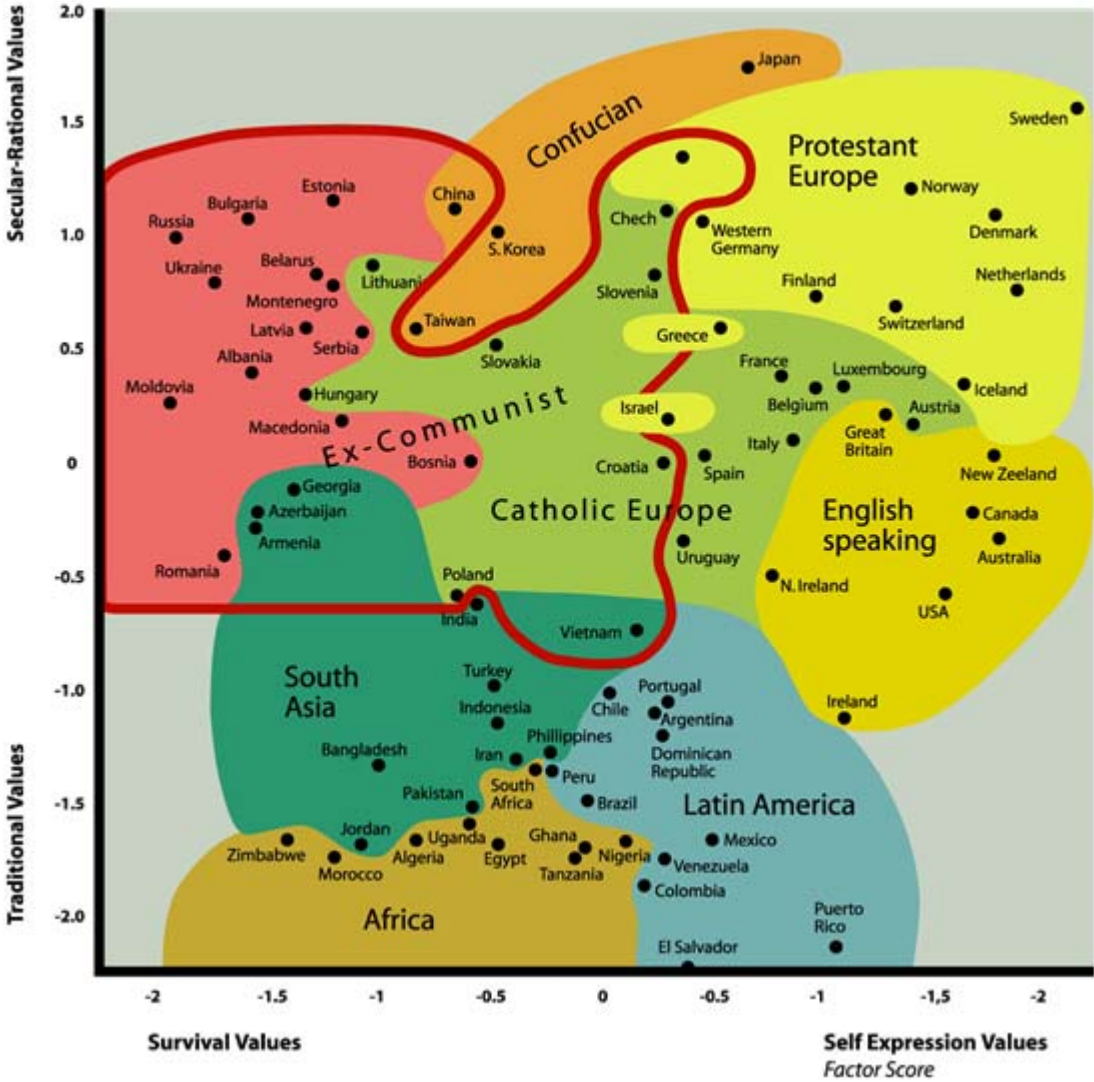 Secular-Rational Values
Traditional Values
2.0
1.5
1.0
0.5
0
-0.5
-1.0
-1.5
-2.0
Japan
Confucian
Sweden
Protestant
Europe
Norway
Denmark
Estonia
China
Bulgaria
Russia
S. Korea
Chech
Western
Germany
Ukraine
Belarus
Lithuania
Montenegro
Slovenia
Finland
Netherlands
Switzerland
Latvia
Serbia
Taiwan
Slovakia
Greece
Albania
France
Luxembourg
Moldovia
Hungary
Belgium
Iceland
Austria
Macedonia
Ex-Communist
Israel
Great
Britain
Italy
Bosnia
Croatia
Spain
New Zeeland
Georgia
Azerbaijan
Armenia
Catholic Europe
English
speaking
Canada
Australia
Romania
Uruguay
Poland
India
N. Ireland
USA
Vietnam
South
Asia
Turkey
Indonesia
Chile
Portugal
Argentina
Ireland
Bangladesh
Iran
Phillippines
Dominican
Republic
Pakistan
South
Africa
Peru
Brazil
Latin America
Zimbabwe
Jordan
Morocco
Algeria
Uganda
Egypt
Ghana
Tanzania
Nigeria
Mexico
Venezuela
Colombia
Africa
Puerto
Rico
El Salvador
-2
-1.5
-1
-0.5
0
-0.5
-1
-1,5
-2
Survival Values
Self Expression Values
Factor Score